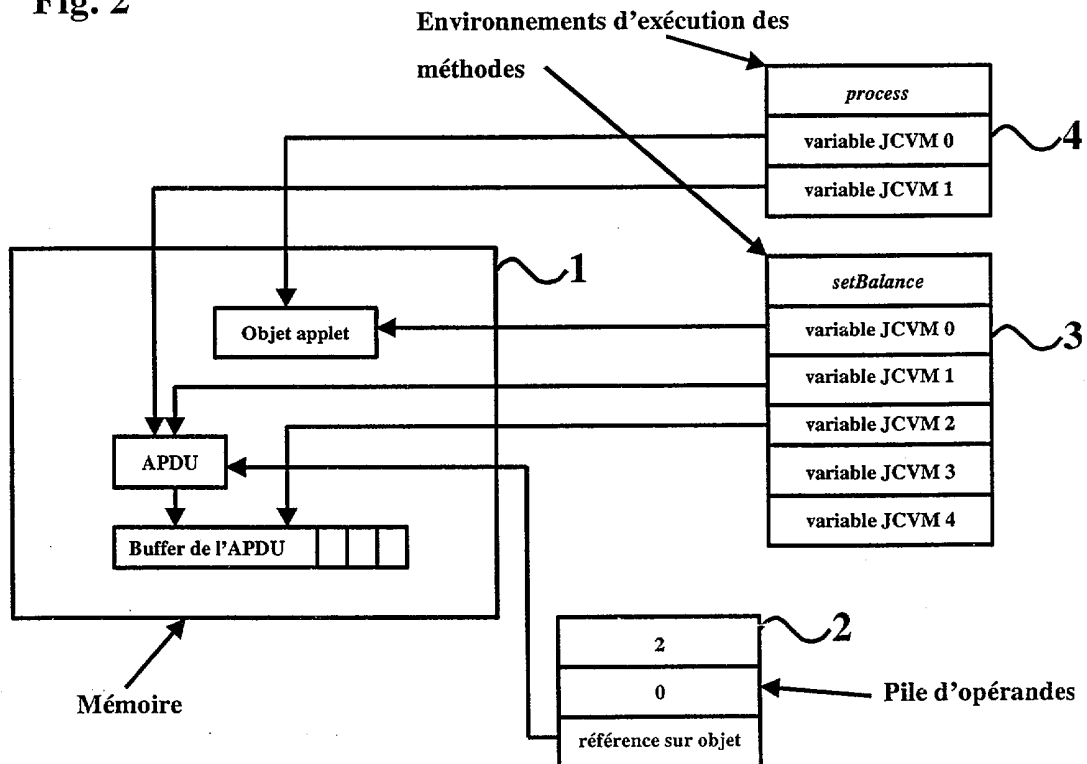 Fig. 2
Environnements d'exécution des
méthodes
process
variable JCVM 0
variable JCVM 1
4
1
setBalance
variable JCVM 0
variable JCVM 1
variable JCVM 2
variable JCVM 3
variable JCVM 4
3
Objet applet
APDU
Buffer de l'APDU
Mémoire
2
0
référence sur objet
2
Pile d'opérandes